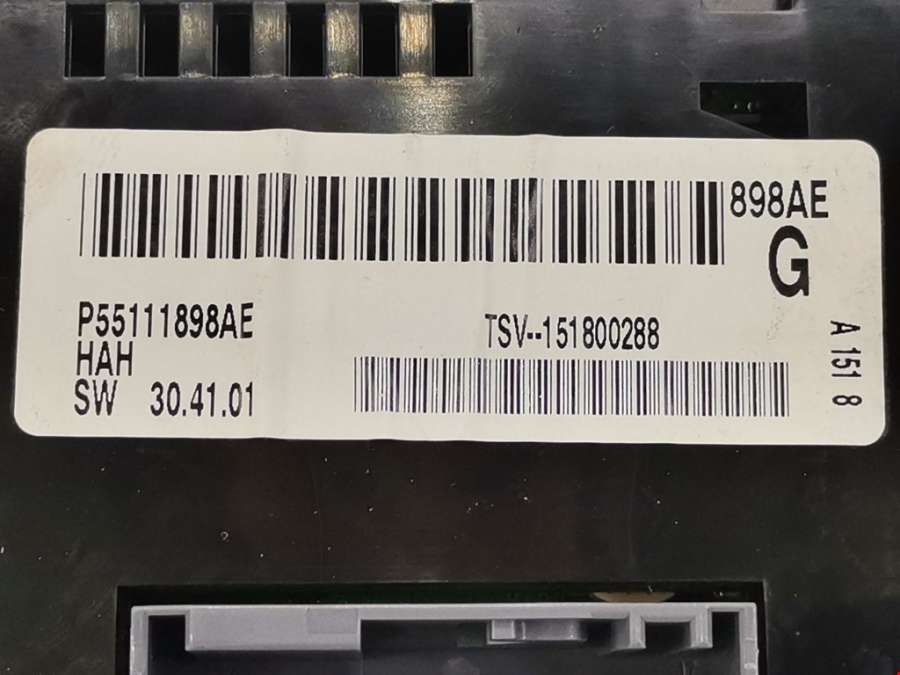 898AE
G
P55111898AE
HAH
SW 30.41.01
TSV--151800288
A 151 8